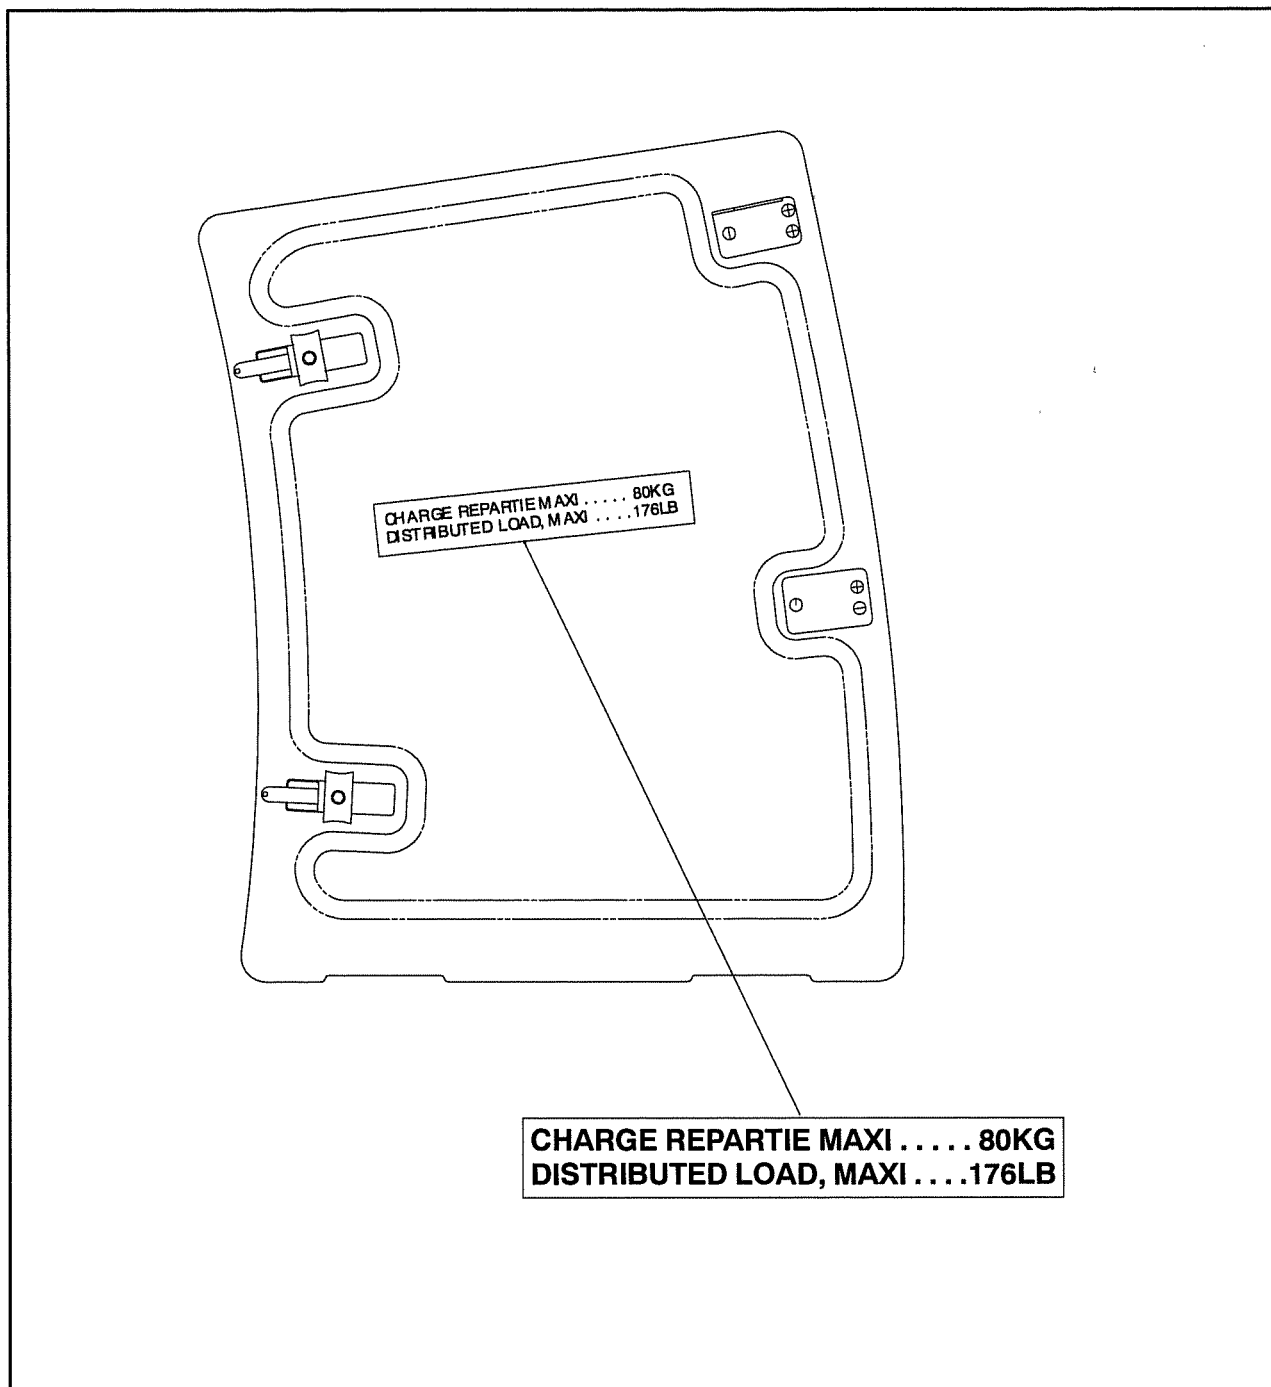 CHARGE REPARTIE MAXI ..... 80KG
DISTRIBUTED LOAD, MAXI ....176LB
CHARGE REPARTIE MAXI ..... 80KG
DISTRIBUTED LOAD, MAXI ....176LB